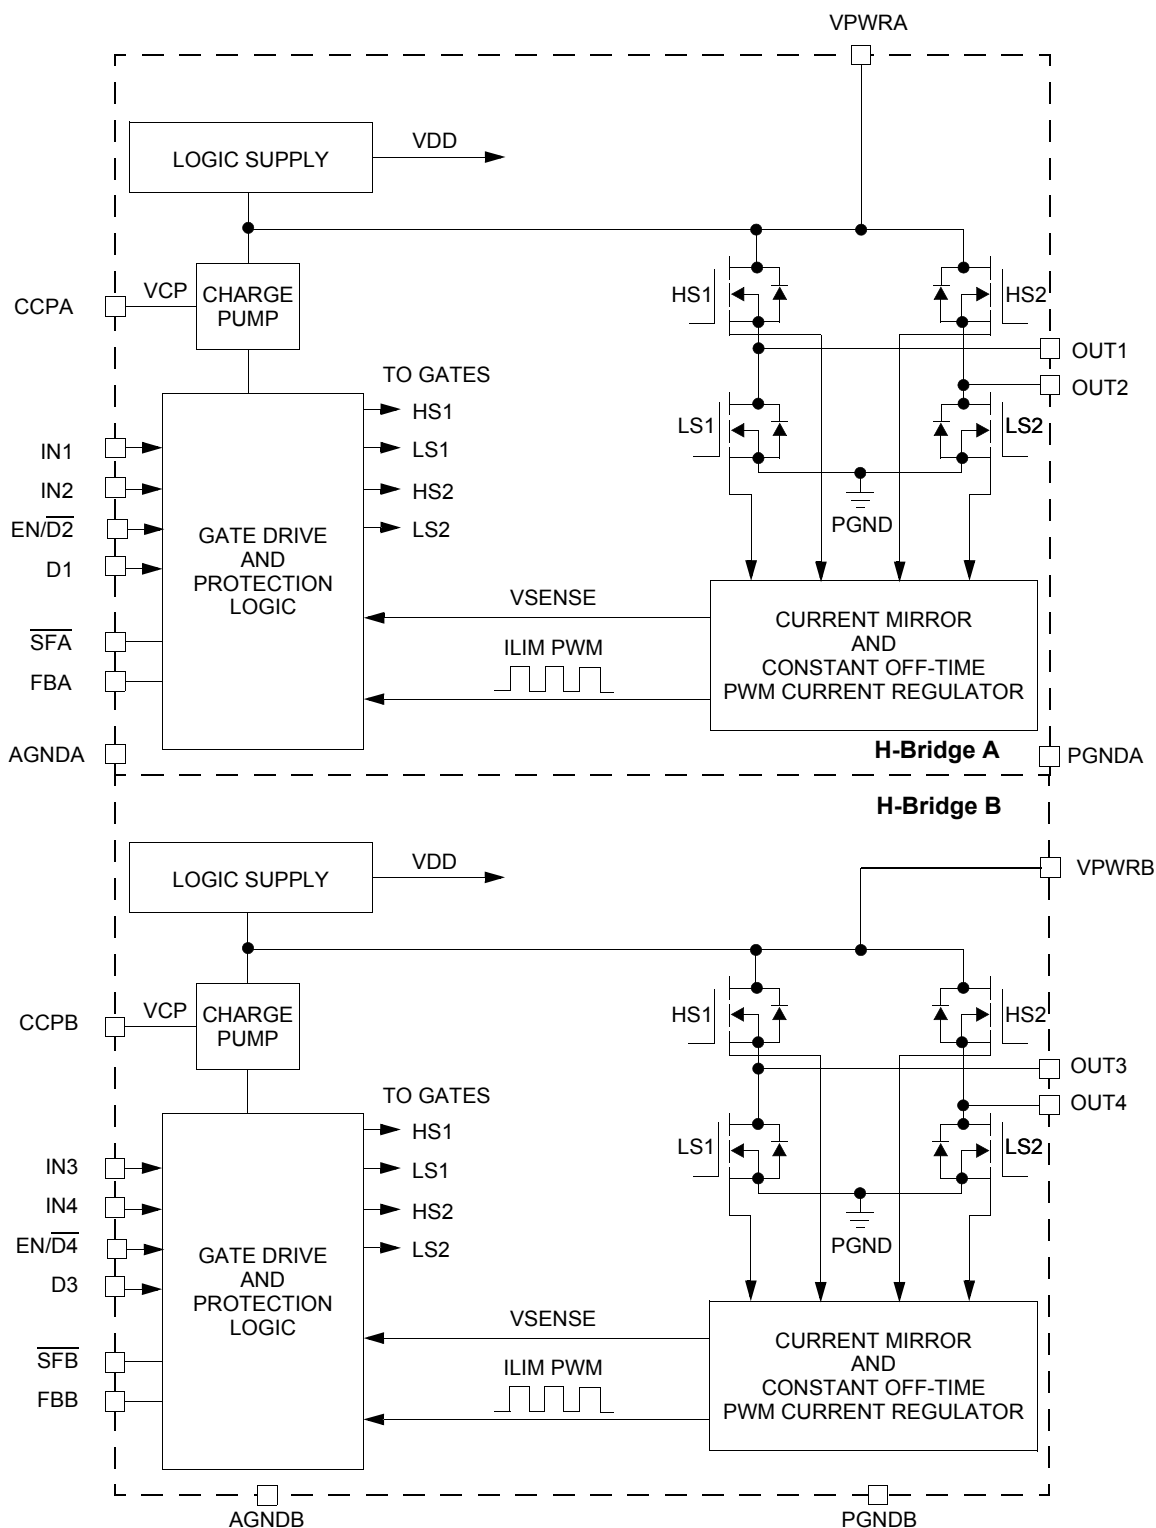 VPWRA
LOGIC SUPPLY
VDD
CCPA
VCP
CHARGE
PUMP
HS1
HS2
OUT1
OUT2
TO GATES
HS1
LS1
HS2
LS2
LS1
LS2
PGND
IN1
IN2
EN/D2
D1
SFA
FBA
AGNDA
GATE DRIVE
AND
PROTECTION
LOGIC
VSENSE
ILIM PWM
CURRENT MIRROR
AND
CONSTANT OFF-TIME
PWM CURRENT REGULATOR
H-Bridge A
PGNDA
H-Bridge B
VPWRB
LOGIC SUPPLY
VDD
CCPB
VCP
CHARGE
PUMP
HS1
HS2
OUT3
OUT4
TO GATES
HS1
LS1
HS2
LS2
LS1
LS2
PGND
IN3
IN4
EN/D4
D3
SFB
FBB
GATE DRIVE
AND
PROTECTION
LOGIC
VSENSE
ILIM PWM
CURRENT MIRROR
AND
CONSTANT OFF-TIME
PWM CURRENT REGULATOR
AGNDB
PGNDB